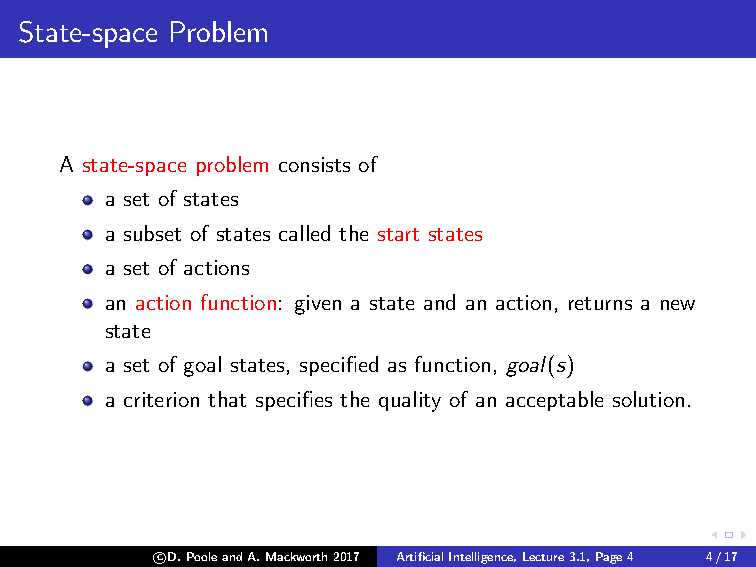 State-space Problem
A state-space problem consists of
a set of states
a subset of states called the start states
a set of actions
an action function: given a state and an action, returns a new
state
a set of goal states, specified as function, goal(s)
a criterion that specifies the quality of an acceptable solution.
©D. Poole and A. Mackworth 2017 Artificial Intelligence, Lecture 3.1, Page 4 4 / 17